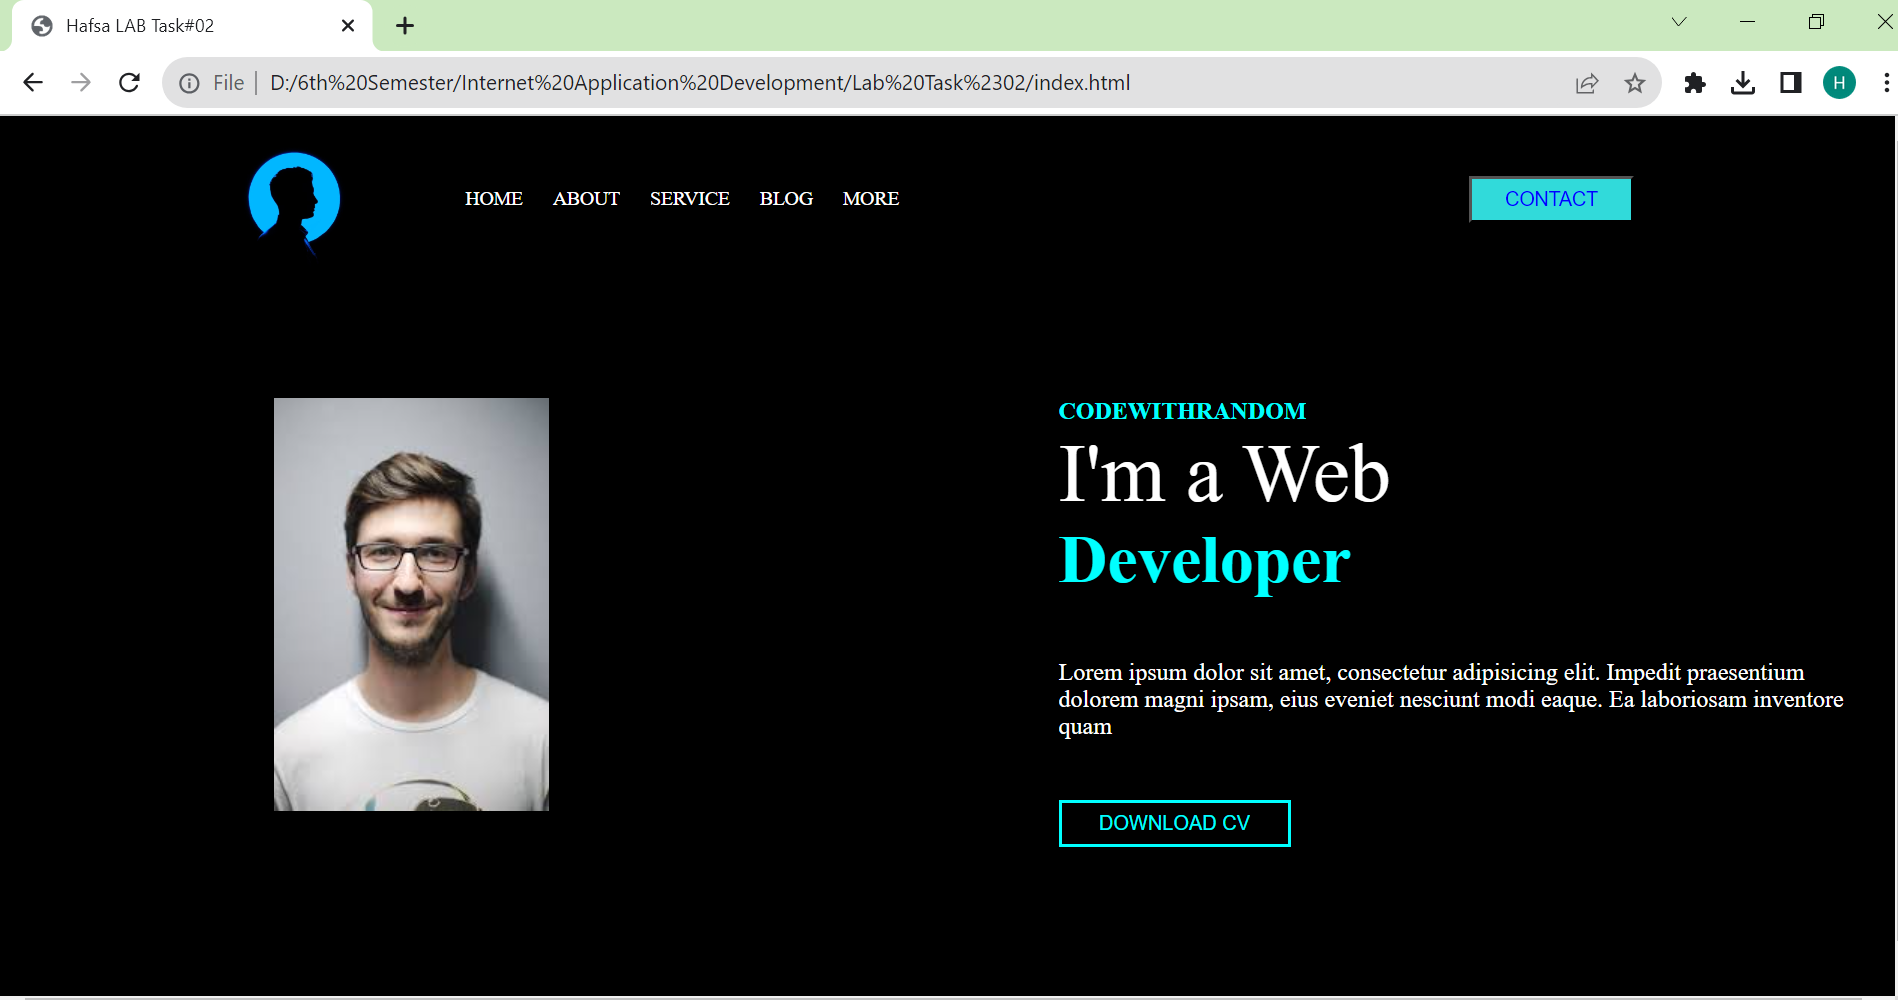 Hafsa LAB Task#02
File | D:/6th%20Semester/Internet%20Application%20Development/Lab%20Task%2302/index.html
H
HOME ABOUT SERVICE BLOG MORE
CONTACT
CODEWITHRANDOM
I'm a Web
Developer
Lorem ipsum dolor sit amet, consectetur adipisicing elit. Impedit praesentium
dolorem magni ipsam, eius eveniet nesciunt modi eaque. Ea laboriosam inventore
quam
DOWNLOAD CV